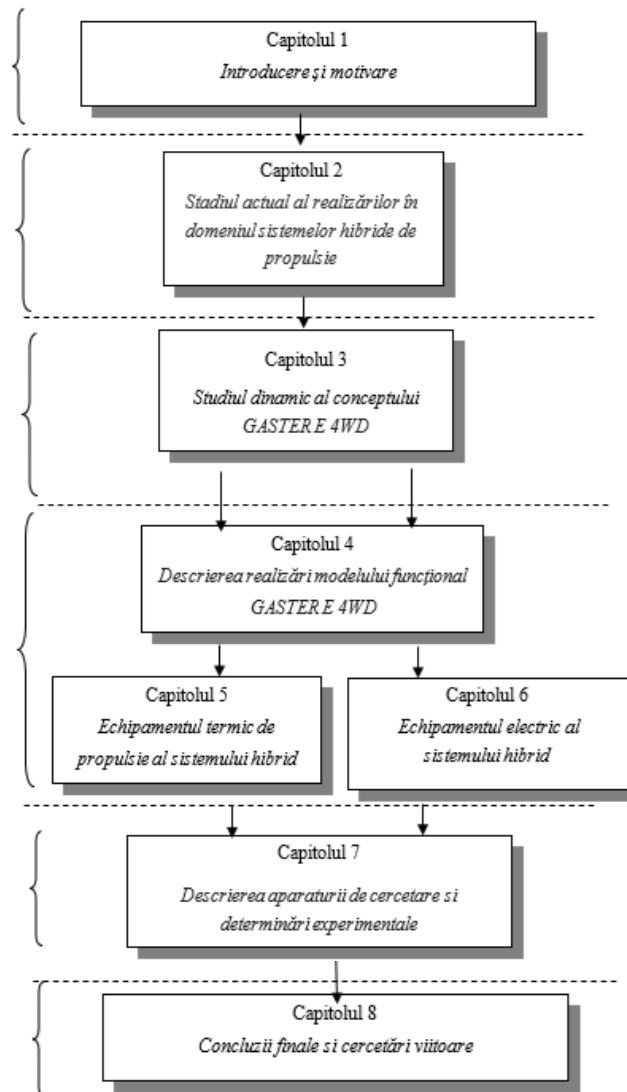 Capitolul 1
Introducere și motivare
Capitolul 2
Stadiul actual al realizărilor în
domeniul sistemelor hibride de
propulsie
Capitolul 3
Studiul dinamic al conceptului
GASTER E 4WD
Capitolul 4
Descrierea realizări modelului funcțional
GASTER E 4WD
Capitolul 5
Echipamentul termic de
propulsie al sistemului hibrid
Capitolul 6
Echipamentul electric al
sistemului hibrid
Capitolul 7
Descrierea aparaturii de cercetare si
determinări experimentale
Capitolul 8
Concluzii finale si cercetări viitoare